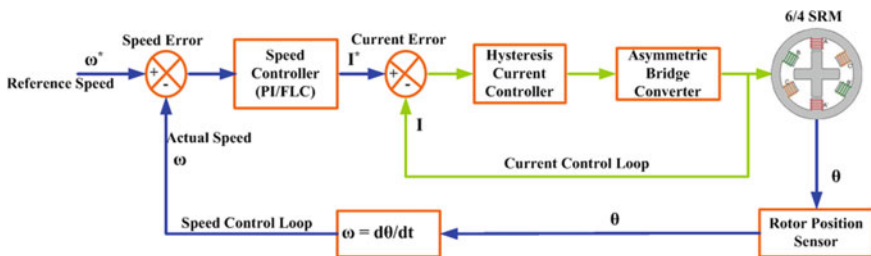 6/4 SRM
ω*
Speed Error
Speed
Controller
(PI/FLC)
I*
Current Error
Hysteresis
Current
Controller
Asymmetric
Bridge
Converter
+
-
+
-
Reference Speed
I
Actual Speed
ω
Current Control Loop
θ
Speed Control Loop
ω = dθ/dt
θ
Rotor Position
Sensor